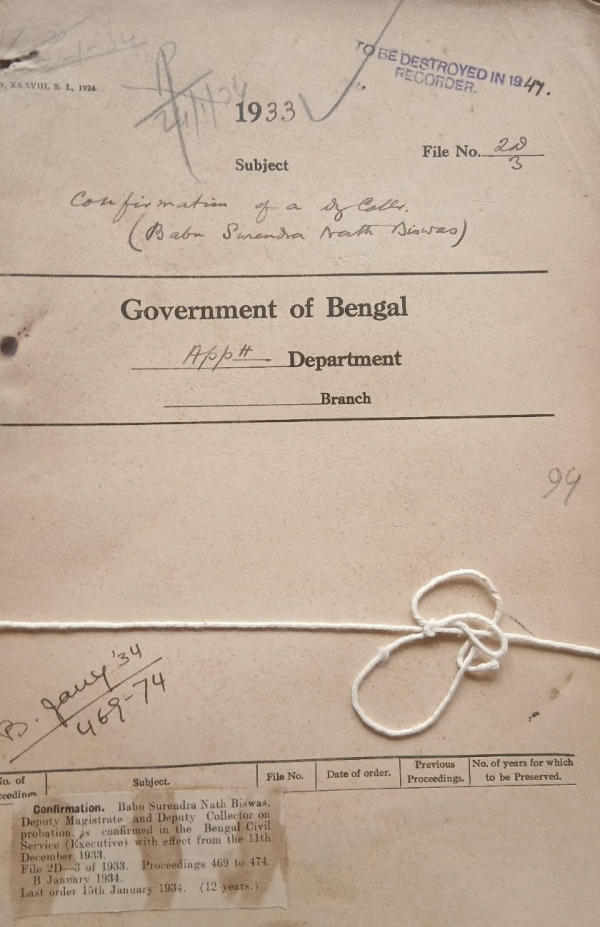 XXXVIII, S. I., 1924.
TO BE DESTROYED IN 1947.
RECORDER.
1933
File No. 2D/3
Subject
Confirmation of a Dy Collr.
(Babu Surendra Nath Biswas)
Government of Bengal
Appt Department
Branch
94
B. Jany '34
469-74
No. of
Subject.
File No.
Date of order.
Previous
Proceedings.
No. of years for which
to be Preserved.
Confirmation. Babu Surendra Nath Biswas,
Deputy Magistrate and Deputy Collector on
probation, is confirmed in the Bengal Civil
Service (Executive) with effect from the 11th
December 1933.
File 2D—3 of 1933. Proceedings 469 to 474.
B January 1934.
Last order 15th January 1934. (12 years.)